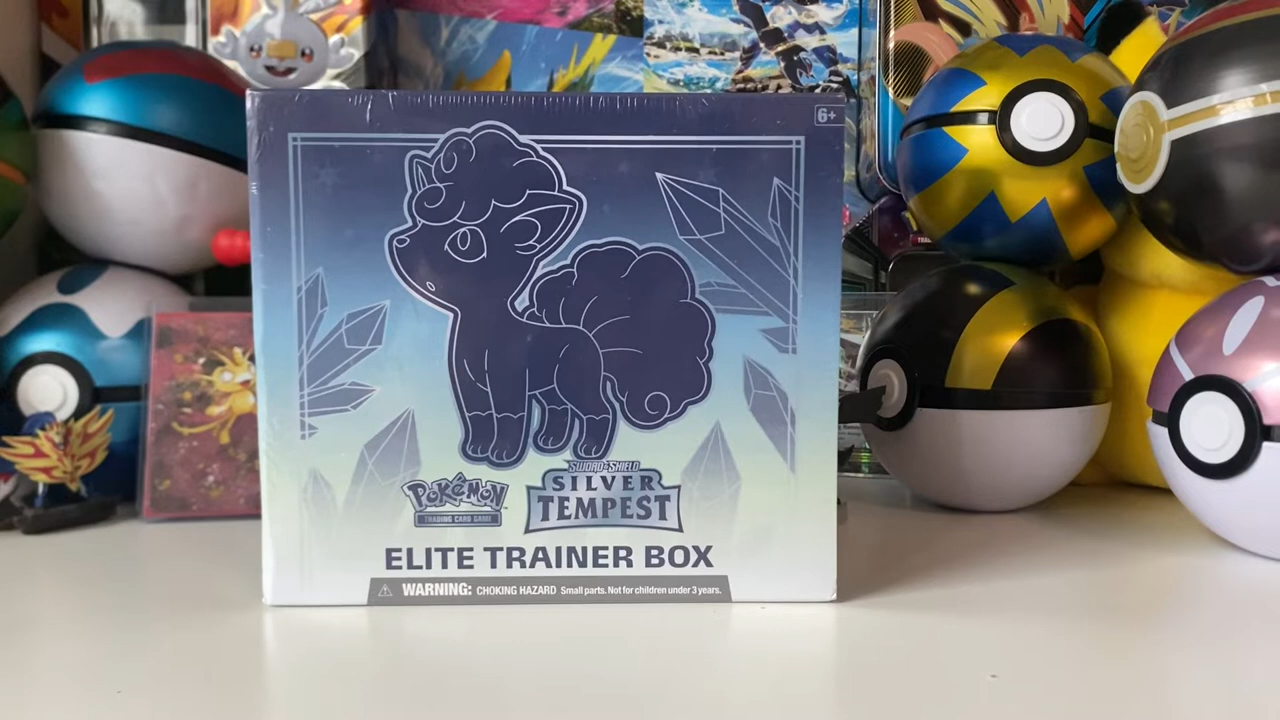 6+
POKéMON
TRADING CARD GAME
SWORD & SHIELD
SILVER
TEMPEST
ELITE TRAINER BOX
WARNING: CHOKING HAZARD Small parts. Not for children under 3 years.